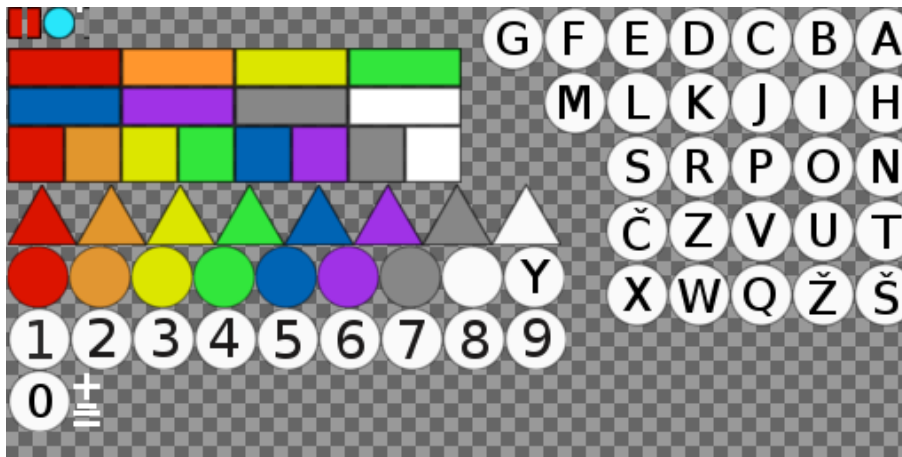 G F E D C B A
M L K J I H
S R P O N
Č Z V U T
Y
X W Q Ž Š
1 2 3 4 5 6 7 8 9
0 ± =